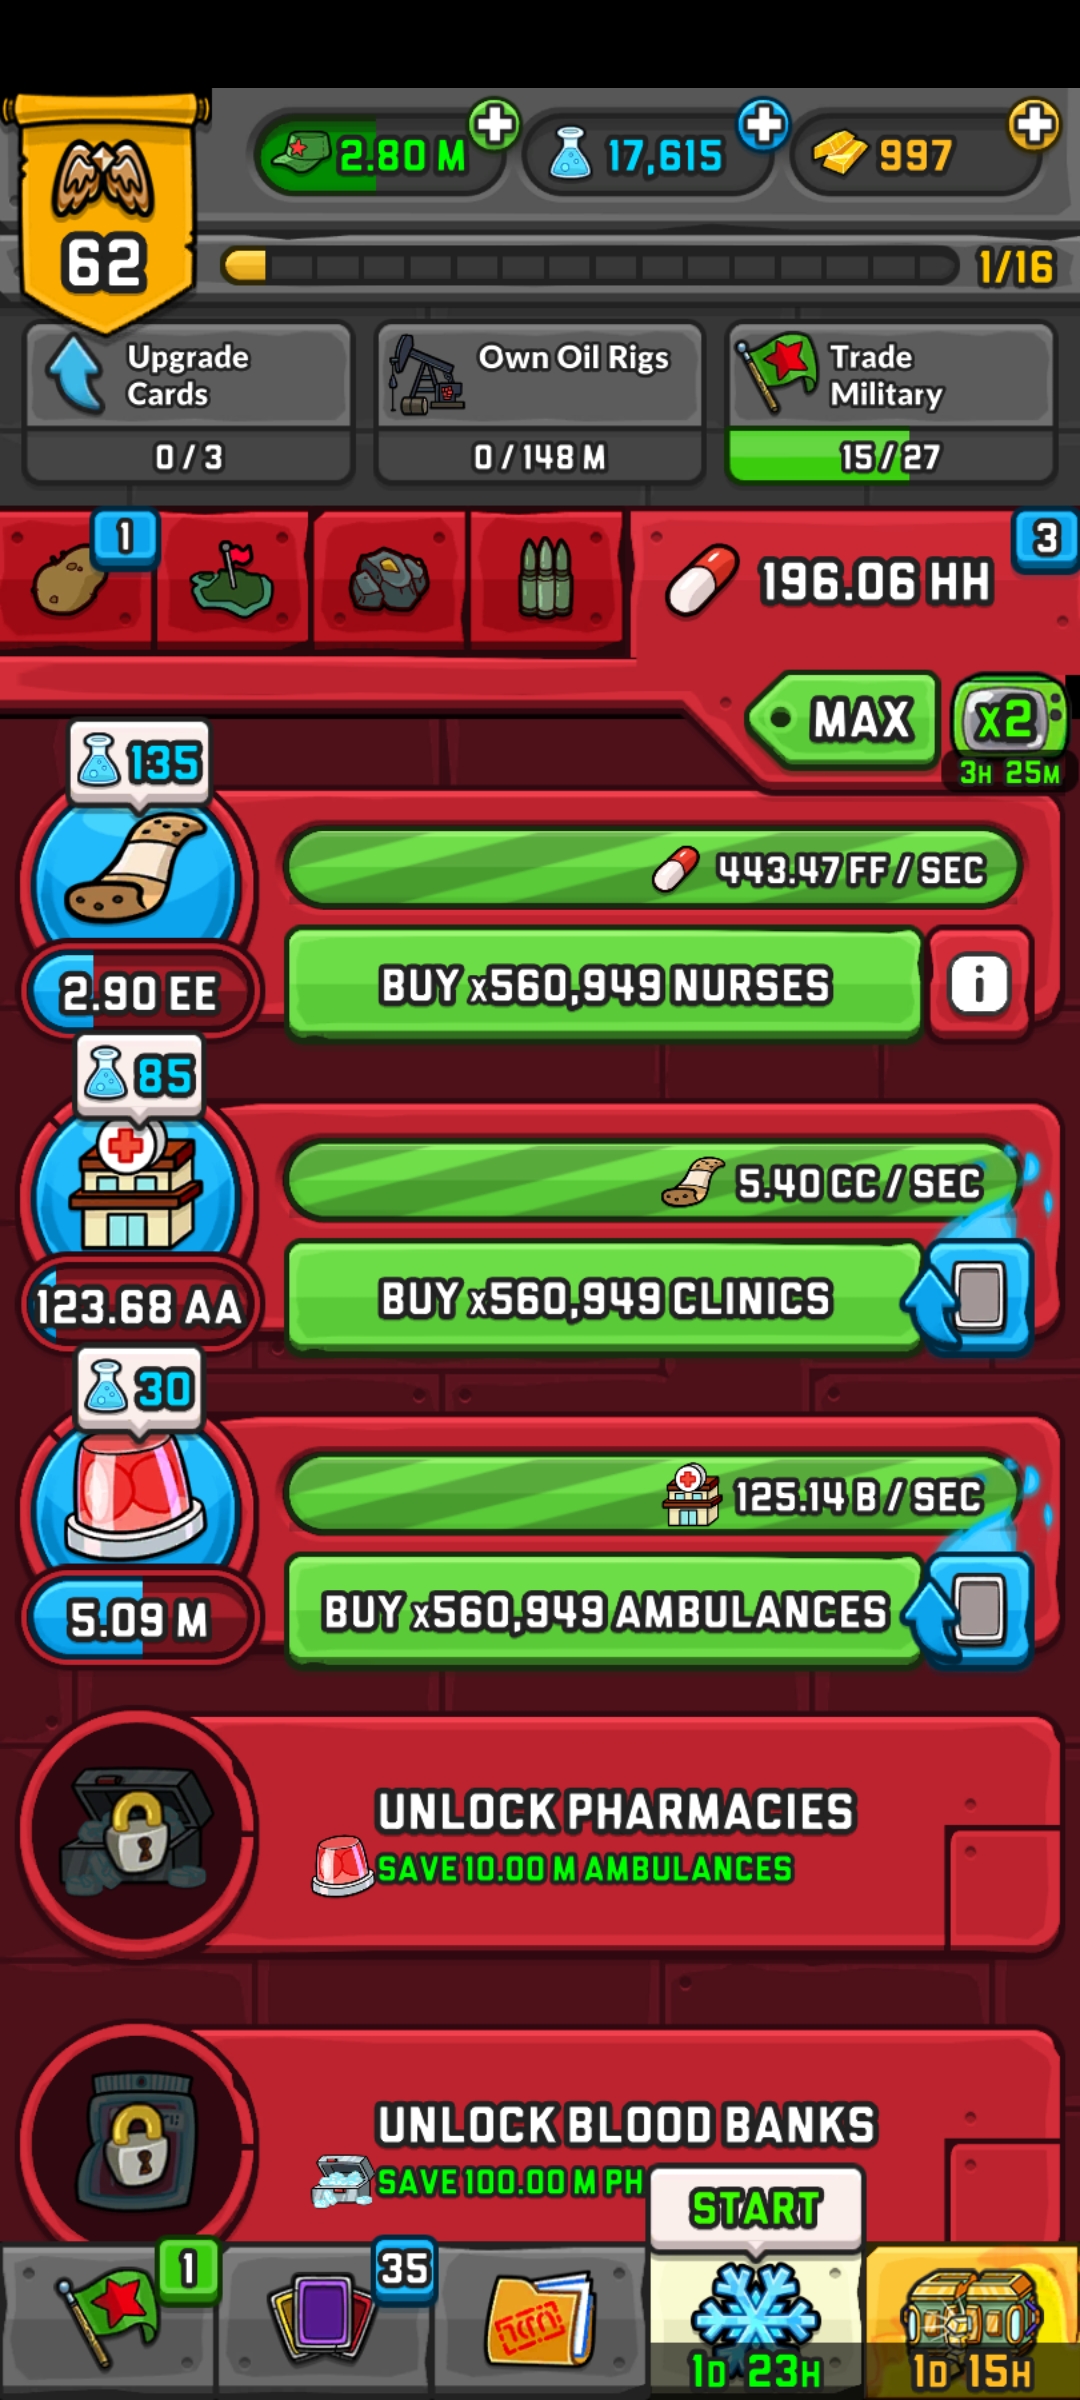 2.80 M
17,615
997
62
1/16
Upgrade
Cards
0/3
Own Oil Rigs
0/148 M
Trade
Military
15/27
1
196.06 HH
3
MAX
x2
3H 25M
135
443.47 FF / SEC
BUY x560,949 NURSES
i
2.90 EE
85
5.40 CC / SEC
BUY x560,949 CLINICS
123.68 AA
30
125.14 B / SEC
BUY x560,949 AMBULANCES
5.09 M
UNLOCK PHARMACIES
SAVE 10.00 M AMBULANCES
UNLOCK BLOOD BANKS
SAVE 100.00 M PH
START
1
35
1D 23H
1D 15H